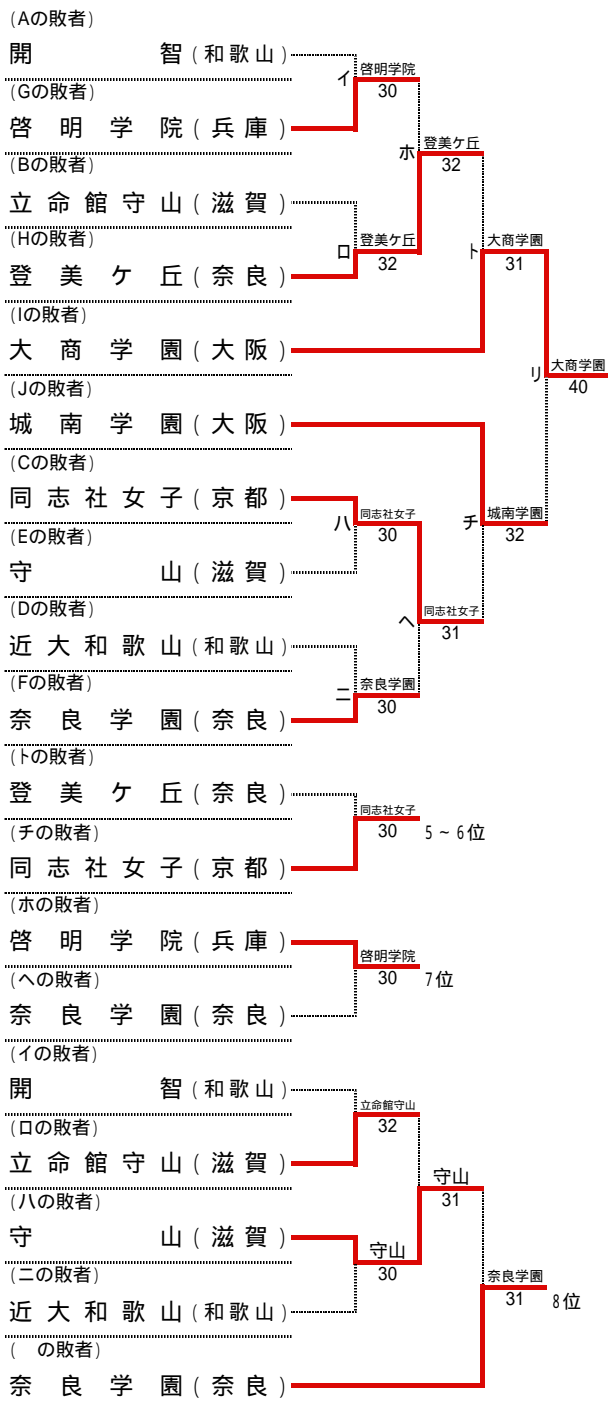 (Aの敗者)
開智(和歌山)
イ 啓明学院
30
(Gの敗者)
啓明学院(兵庫)
ホ 登美ケ丘
32
(Bの敗者)
立命館守山(滋賀)
(Hの敗者)
ロ 登美ケ丘
32
ト 大商学園
31
登美ケ丘(奈良)
(Iの敗者)
大商学園(大阪)
リ 大商学園
40
(Jの敗者)
城南学園(大阪)
(Cの敗者)
同志社女子(京都)
ハ 同志社女子
30
チ 城南学園
32
(Eの敗者)
守山(滋賀)
(Dの敗者)
ヘ 同志社女子
31
近大和歌山(和歌山)
(Fの敗者)
ニ 奈良学園
30
奈良学園(奈良)
(トの敗者)
登美ケ丘(奈良)
同志社女子
30 5~6位
(チの敗者)
同志社女子(京都)
(ホの敗者)
啓明学院(兵庫)
啓明学院
30 7位
(ヘの敗者)
奈良学園(奈良)
(イの敗者)
開智(和歌山)
立命館守山
32
(ロの敗者)
立命館守山(滋賀)
守山
31
(ハの敗者)
守山(滋賀)
守山
30
(ニの敗者)
奈良学園
31 8位
近大和歌山(和歌山)
( の敗者)
奈良学園(奈良)